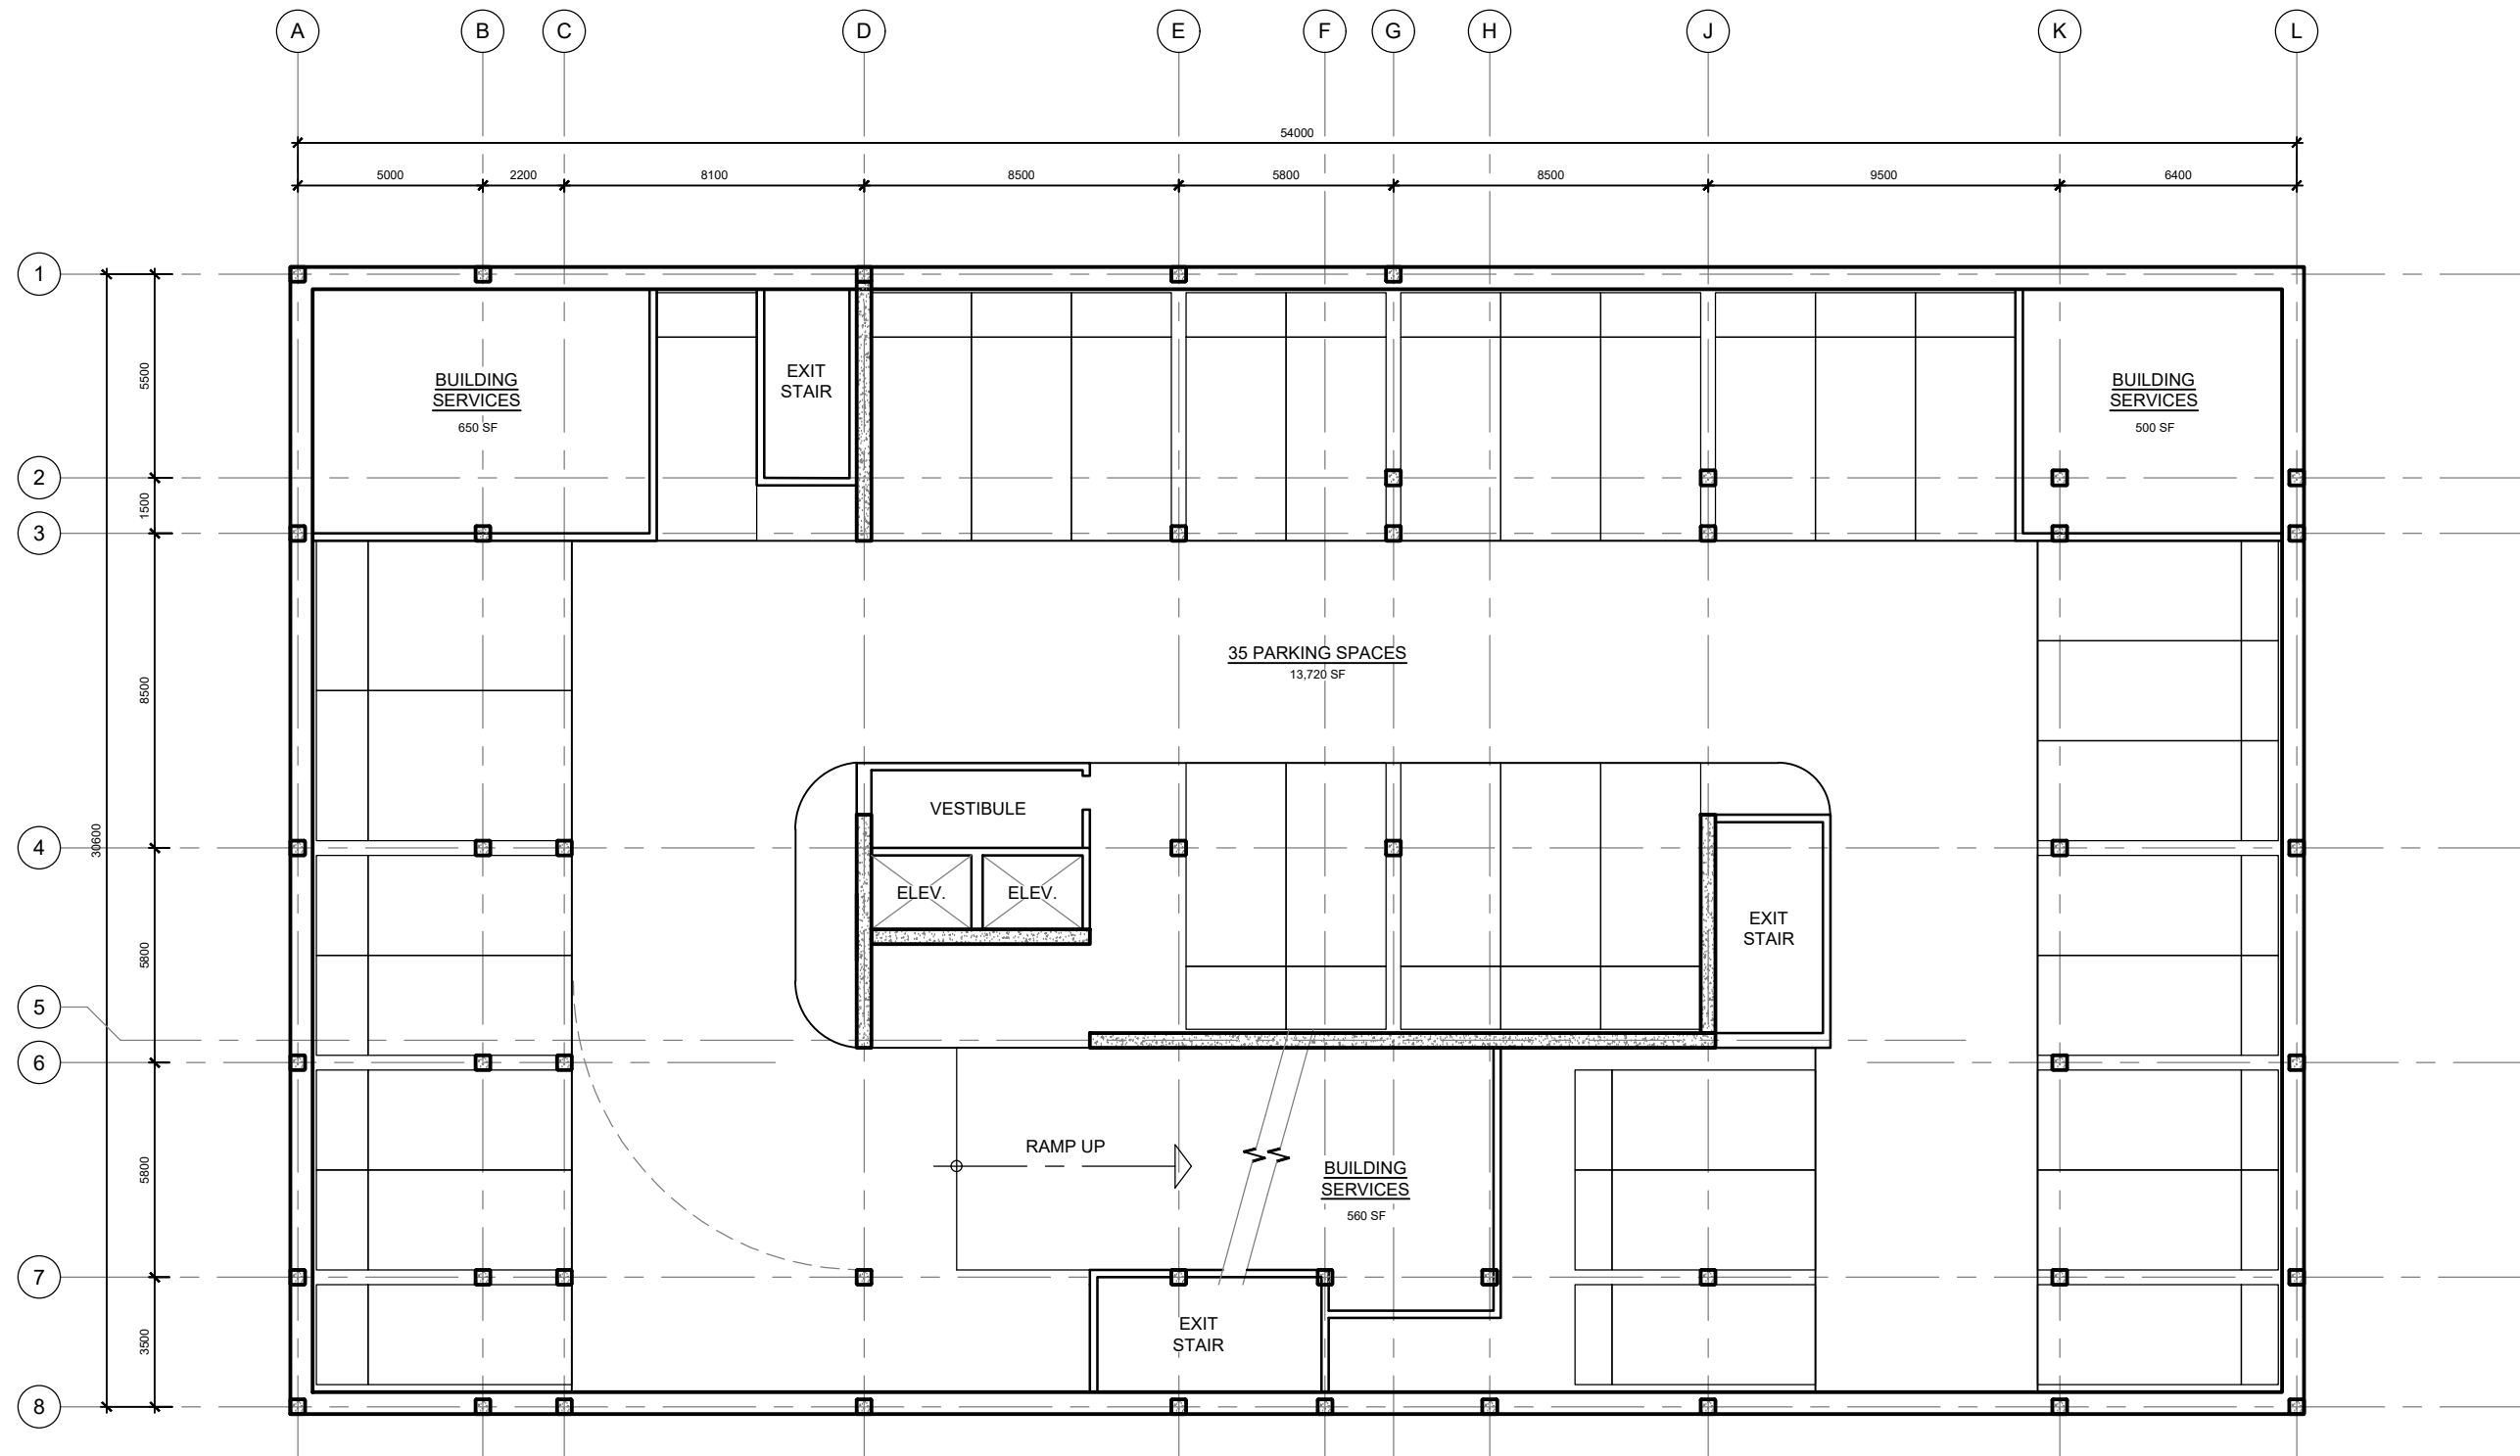 A B C D E F G H J K L
54000
5000 2200 8100 8500 5800 8500 9500 6400
1
5500
EXIT
STAIR
BUILDING
SERVICES
650 SF
BUILDING
SERVICES
500 SF
2
1500
3
8500
35 PARKING SPACES
13,720 SF
30600
VESTIBULE
4
ELEV. ELEV.
EXIT
STAIR
5800
5
6
RAMP UP
5800
BUILDING
SERVICES
560 SF
7
EXIT
STAIR
3500
8